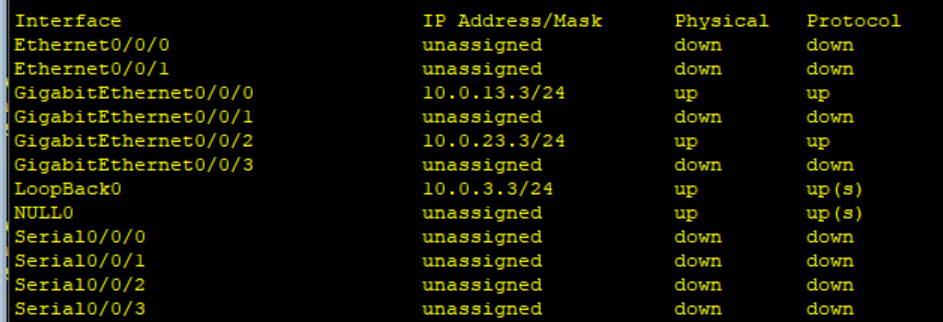 Interface IP Address/Mask Physical Protocol
Ethernet0/0/0 unassigned down down
Ethernet0/0/1 unassigned down down
GigabitEthernet0/0/0 10.0.13.3/24 up up
GigabitEthernet0/0/1 unassigned down down
GigabitEthernet0/0/2 10.0.23.3/24 up up
GigabitEthernet0/0/3 unassigned down down
LoopBack0 10.0.3.3/24 up up(s)
NULL0 unassigned up up(s)
Serial0/0/0 unassigned down down
Serial0/0/1 unassigned down down
Serial0/0/2 unassigned down down
Serial0/0/3 unassigned down down